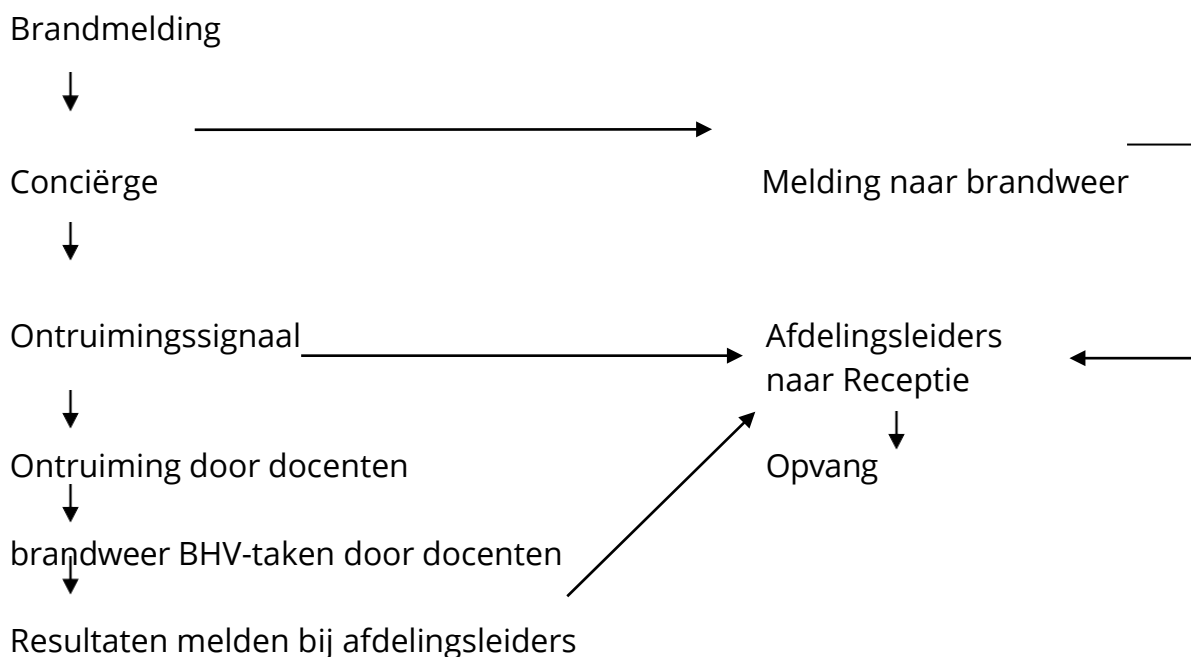 Brandmelding
Conciërge
Melding naar brandweer
Ontruimingssignaal
Afdelingsleiders
naar Receptie
Ontruiming door docenten
Opvang
brandweer BHV-taken door docenten
Resultaten melden bij afdelingsleiders